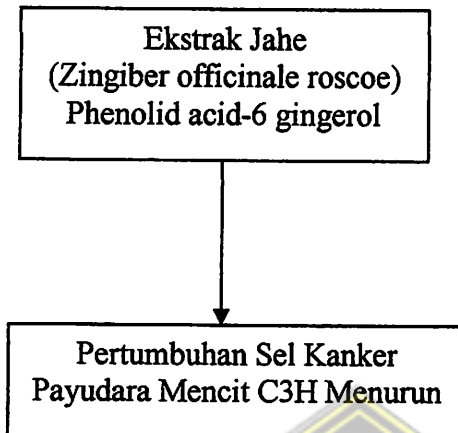 Ekstrak Jahe
(Zingiber officinale roscoe)
Phenolid acid-6 gingerol
Pertumbuhan Sel Kanker
Payudara Mencit C3H Menurun